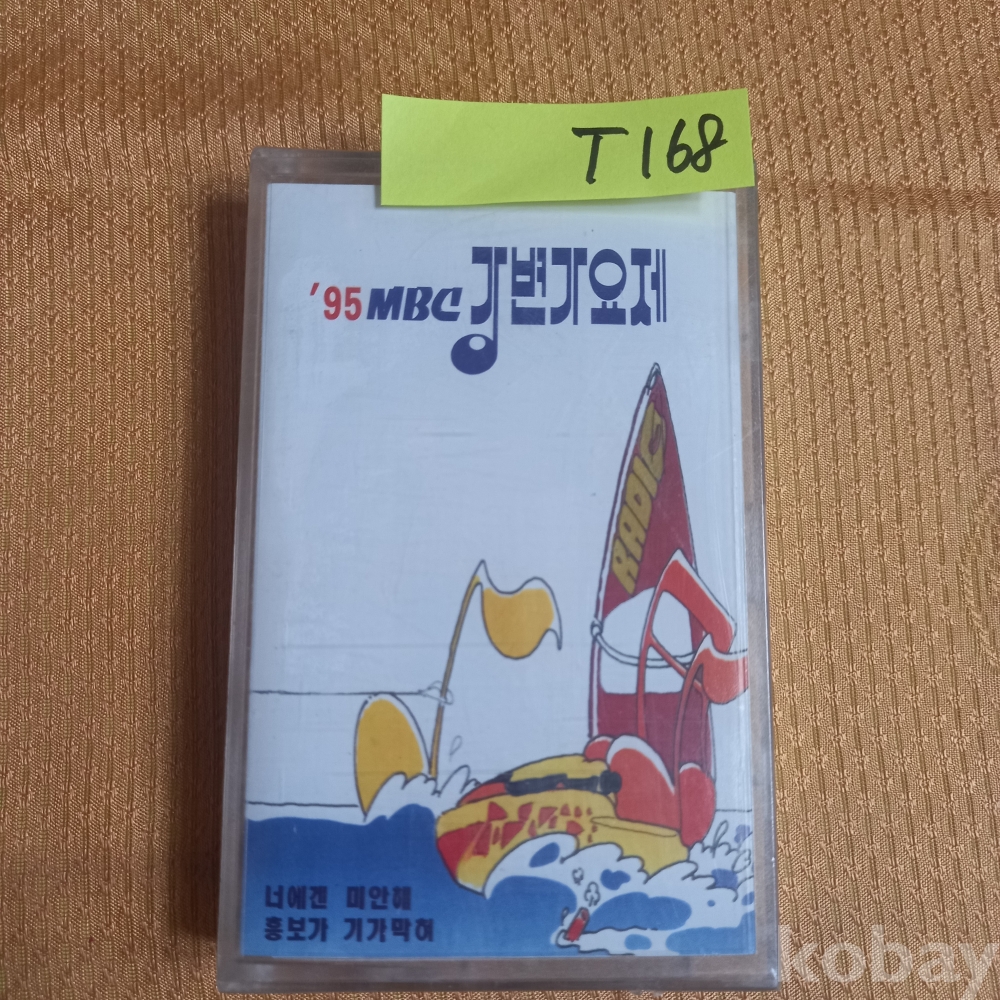 T168
'95 MBC 강변가요제
RADIO
너에겐 미안해
흥보가 기가막혀
kobay